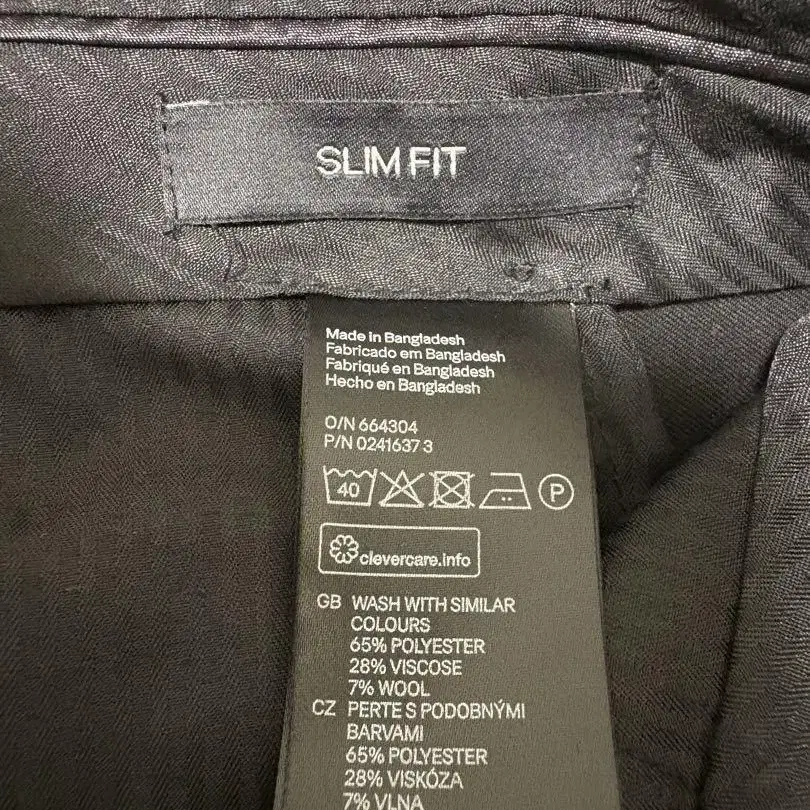 SLIM FIT
Made in Bangladesh
Fabricado em Bangladesh
Fabriqué en Bangladesh
Hecho en Bangladesh
O/N 664304
P/N 0241637 3
40 P
clevercare.info
GB WASH WITH SIMILAR
COLOURS
65% POLYESTER
28% VISCOSE
7% WOOL
CZ PERTE S PODOBNÝMI
BARVAMI
65% POLYESTER
28% VISKÓZA
7% VLNA